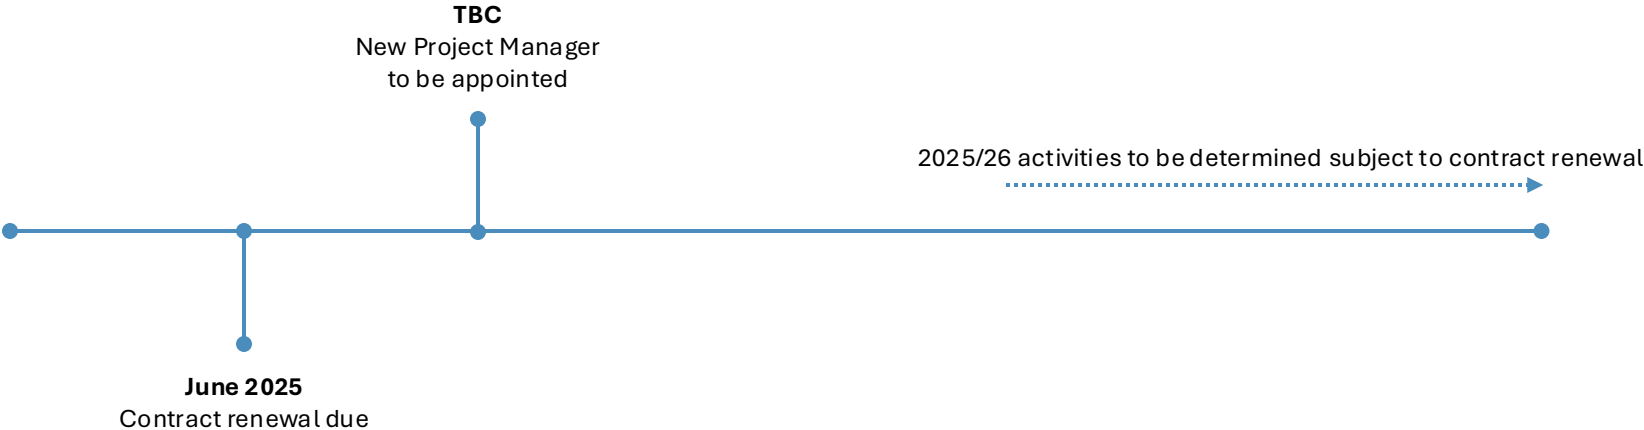 TBC
New Project Manager
to be appointed
2025/26 activities to be determined subject to contract renewal
June 2025
Contract renewal due